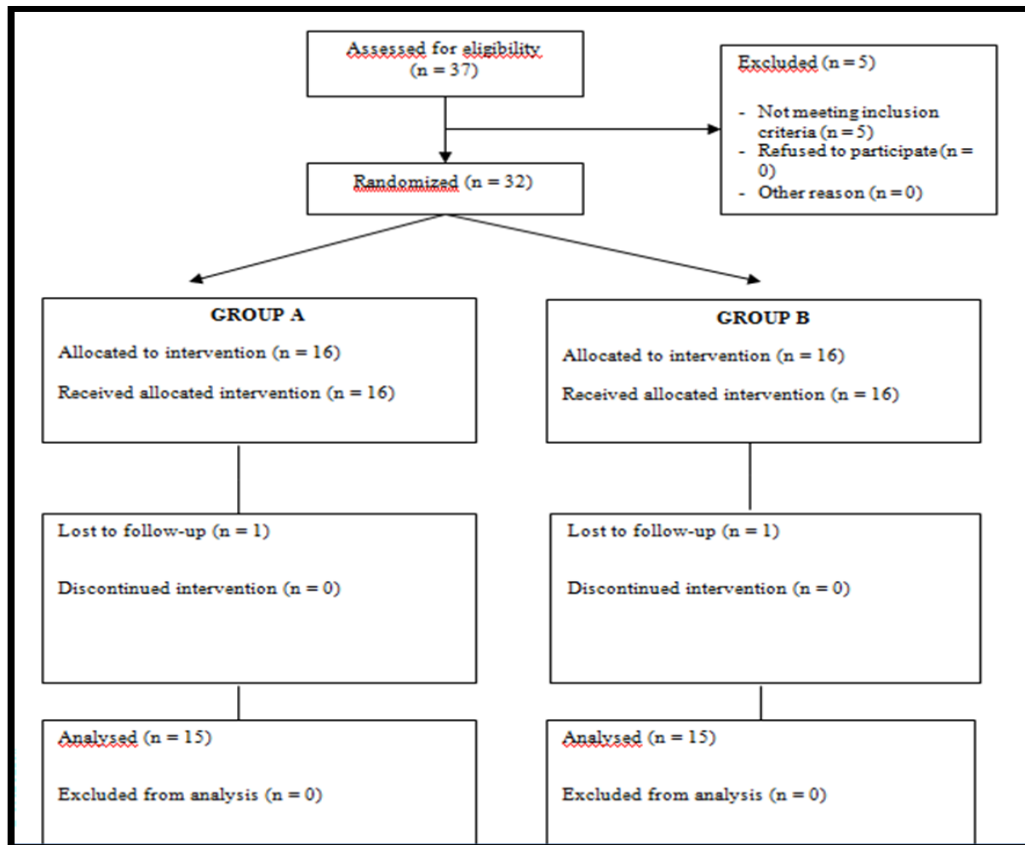 Assessed for eligibility
(n = 37)
Excluded (n = 5)
- Not meeting inclusion
criteria (n = 5)
- Refused to participate (n =
0)
- Other reason (n = 0)
Randomized (n = 32)
GROUP A
Allocated to intervention (n = 16)
Received allocated intervention (n = 16)
GROUP B
Allocated to intervention (n = 16)
Received allocated intervention (n = 16)
Lost to follow-up (n = 1)
Discontinued intervention (n = 0)
Lost to follow-up (n = 1)
Discontinued intervention (n = 0)
Analysed (n = 15)
Excluded from analysis (n = 0)
Analysed (n = 15)
Excluded from analysis (n = 0)